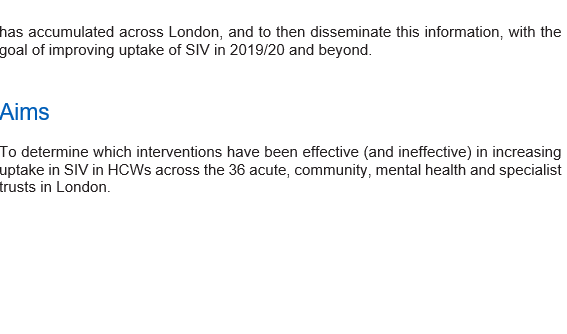 has accumulated across London, and to then disseminate this information, with the
goal of improving uptake of SIV in 2019/20 and beyond.
Aims
To determine which interventions have been effective (and ineffective) in increasing
uptake in SIV in HCWs across the 36 acute, community, mental health and specialist
trusts in London.